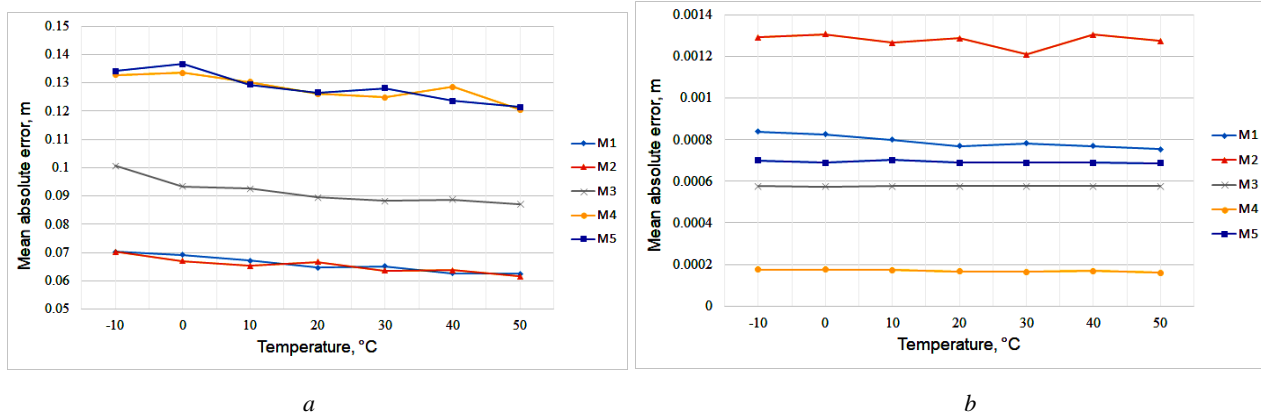 0.15
0.14
0.13
0.12
0.11
0.1
0.09
0.08
0.07
0.06
0.05
Mean absolute error, m
-10 0 10 20 30 40 50
Temperature, °C
M1
M2
M3
M4
M5
a
0.0014
0.0012
0.001
0.0008
0.0006
0.0004
0.0002
0
Mean absolute error, m
-10 0 10 20 30 40 50
Temperature, °C
M1
M2
M3
M4
M5
b